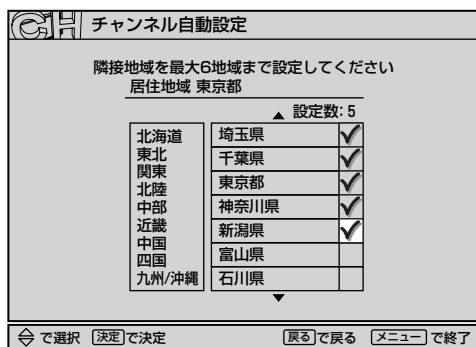 CH チャンネル自動設定
隣接地域を最大6地域まで設定してください
居住地域 東京都
▲ 設定数: 5
北海道
東北
関東
北陸
中部
近畿
中国
四国
九州/沖縄
埼玉県
千葉県
東京都
神奈川県
新潟県
富山県
石川県
▼
で選択 決定で決定 戻るで戻る メニューで終了